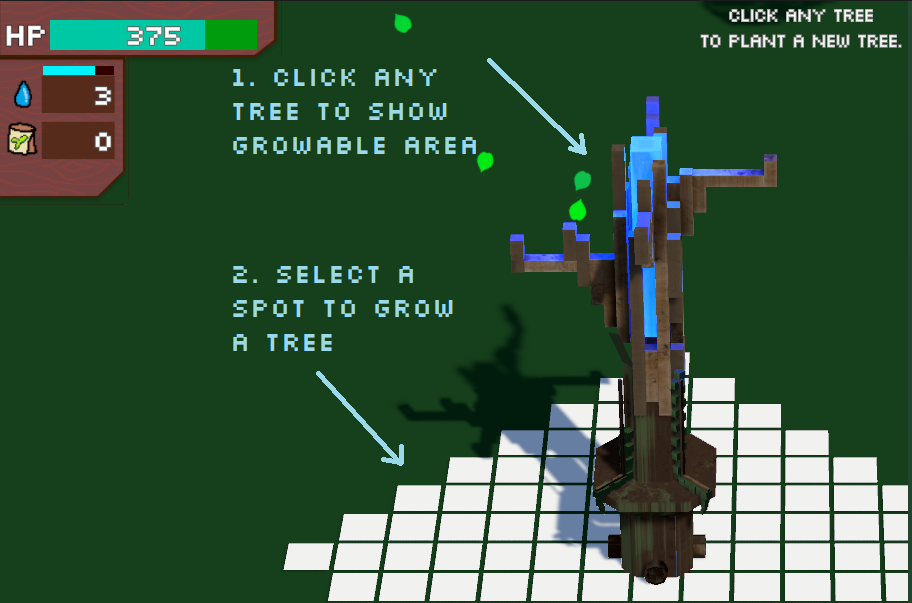 HP 375
CLICK ANY TREE
TO PLANT A NEW TREE.
3
0
1. CLICK ANY
TREE TO SHOW
GROWABLE AREA
2. SELECT A
SPOT TO GROW
A TREE